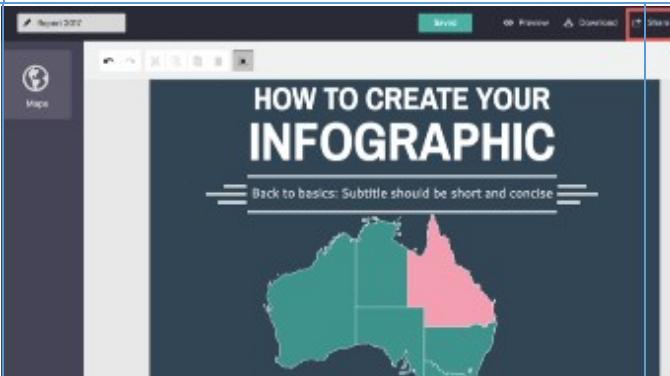 Report 2017
Saved
Preview
Download
Share
Maps
HOW TO CREATE YOUR
INFOGRAPHIC
Back to basics: Subtitle should be short and concise